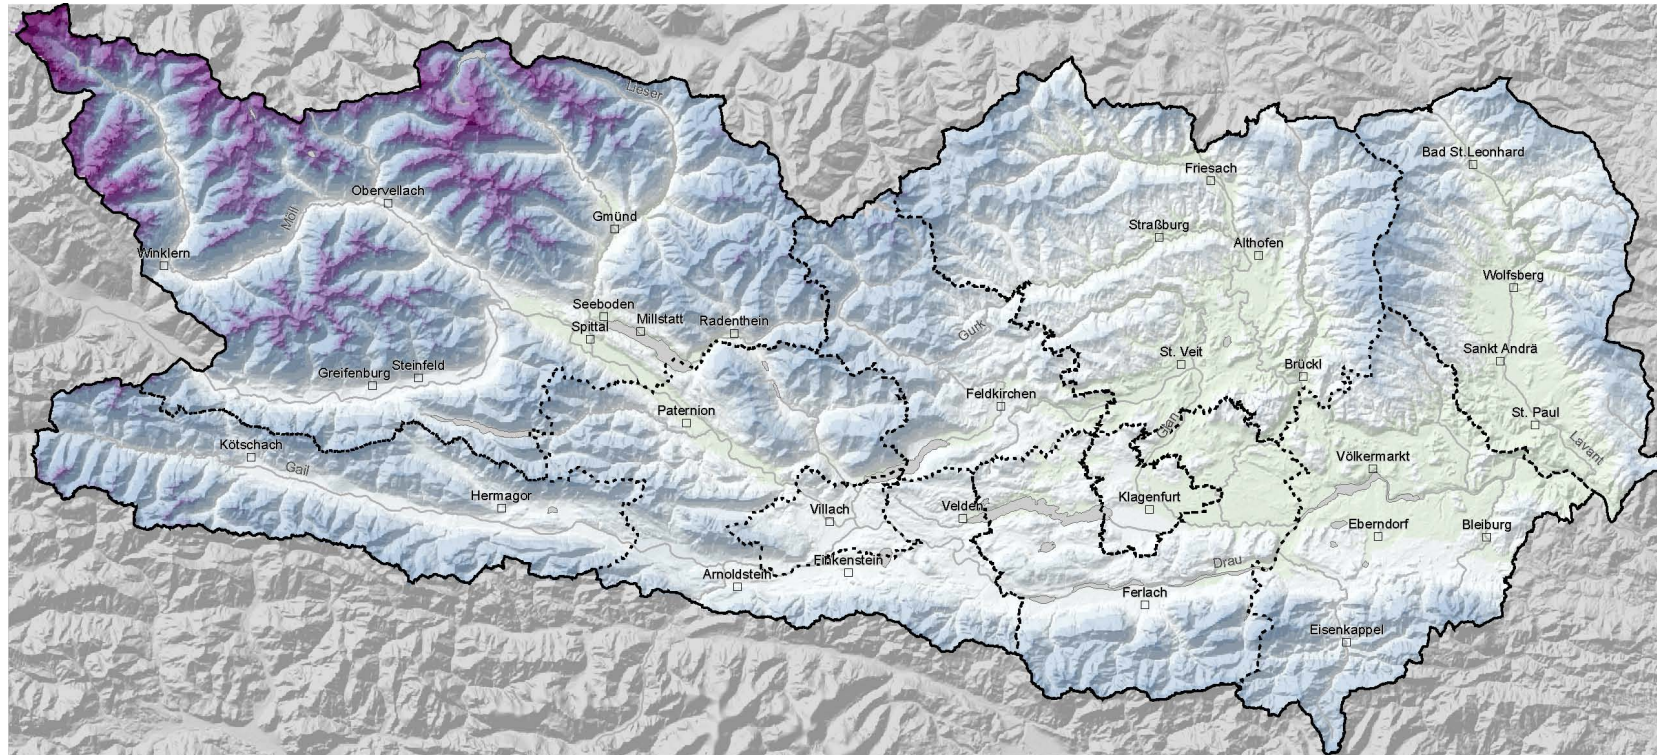 Lieser
Bad St.Leonhard
Friesach
Obervellach
Möll
Gmünd
Straßburg
Althofen
Winklern
Wolfsberg
Seeboden
Millstatt
Radenthein
Spittal
Gurk
St. Veit
Sankt Andrä
Steinfeld
Greifenburg
Brückl
Feldkirchen
Paternion
St. Paul
Glan
Kötschach
Lavant
Gail
Völkermarkt
Hermagor
Klagenfurt
Villach
Velden
Eberndorf
Bleiburg
Finkenstein
Drau
Arnoldstein
Ferlach
Eisenkappel